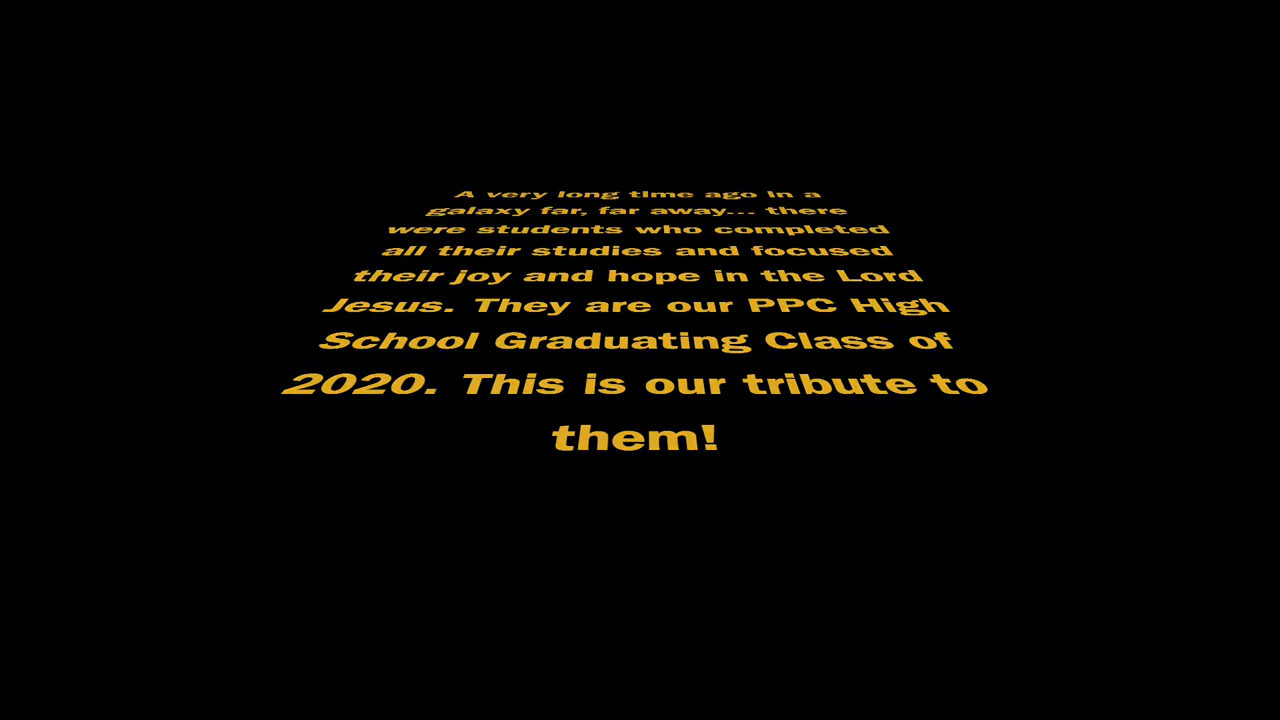 A very long time ago in a
galaxy far, far away... there
were students who completed
all their studies and focused
their joy and hope in the Lord
Jesus. They are our PPC High
School Graduating Class of
2020. This is our tribute to
them!